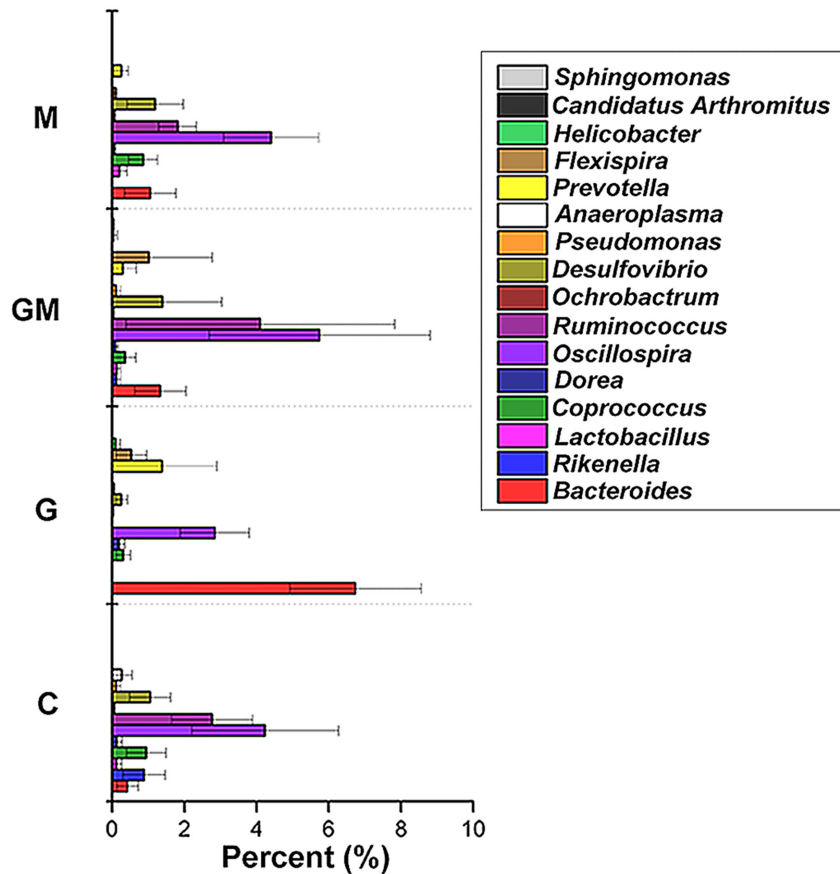 M
GM
G
C
0 2 4 6 8 10
Percent (%)
Sphingomonas
Candidatus Arthromitus
Helicobacter
Flexispira
Prevotella
Anaeroplasma
Pseudomonas
Desulfovibrio
Ochrobactrum
Ruminococcus
Oscillospira
Dorea
Coprococcus
Lactobacillus
Rikenella
Bacteroides